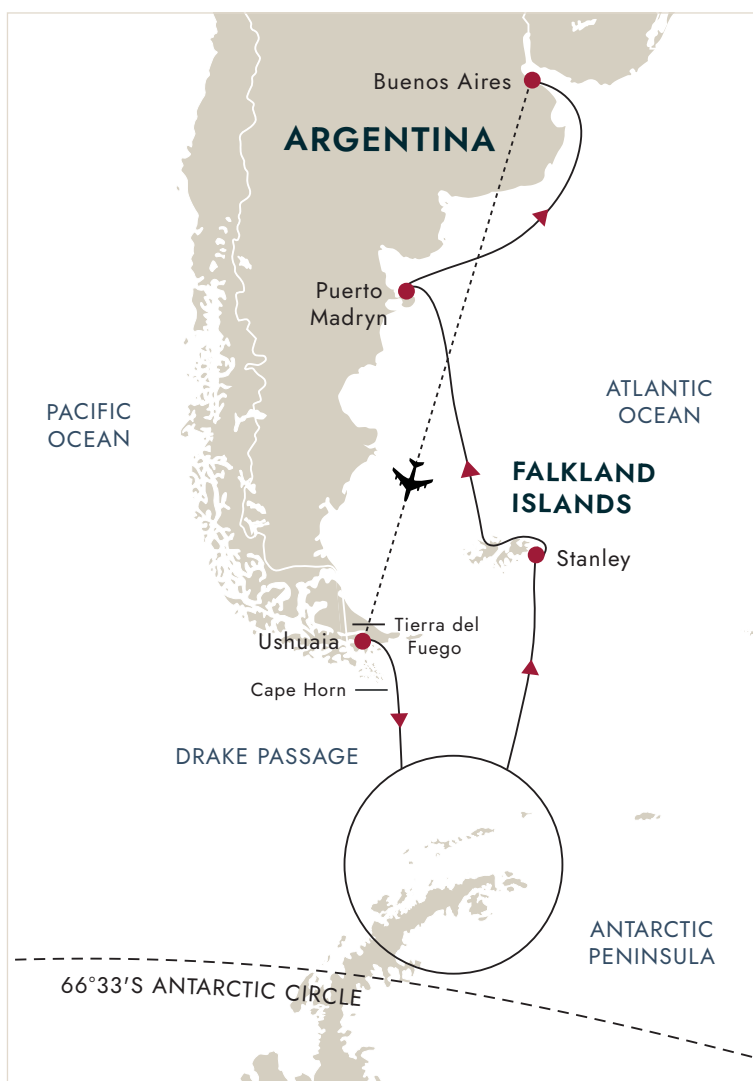 Buenos Aires
ARGENTINA
Puerto
Madryn
PACIFIC
OCEAN
ATLANTIC
OCEAN
FALKLAND
ISLANDS
Stanley
Tierra del
Fuego
Ushuaia
Cape Horn
DRAKE PASSAGE
ANTARCTIC
PENINSULA
66°33'S ANTARCTIC CIRCLE